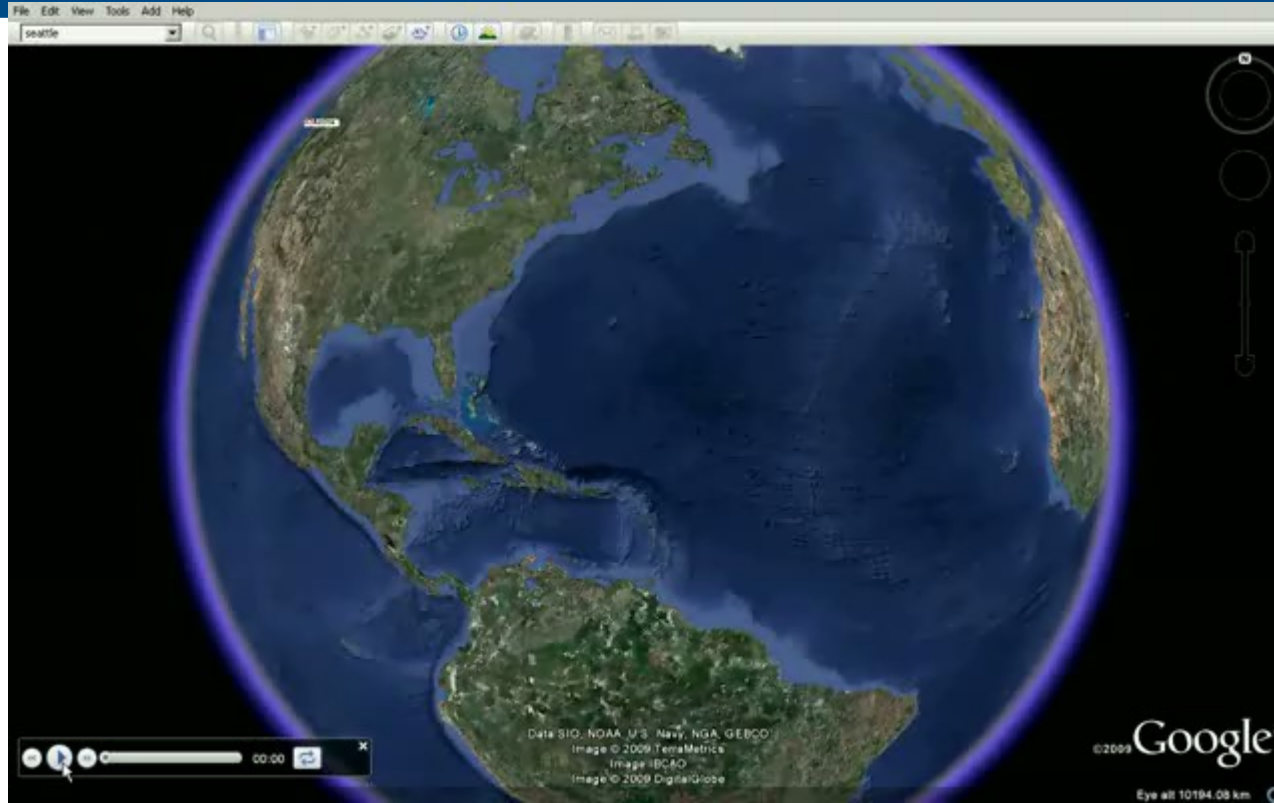 File Edit View Tools Add Help
seattle
N
Data SIO, NOAA, U.S. Navy, NGA, GEBCO
Image © 2009 TerraMetrics
Image IBCAO
Image © 2009 DigitalGlobe
00:00
©2009 Google
Eye alt 10194.08 km